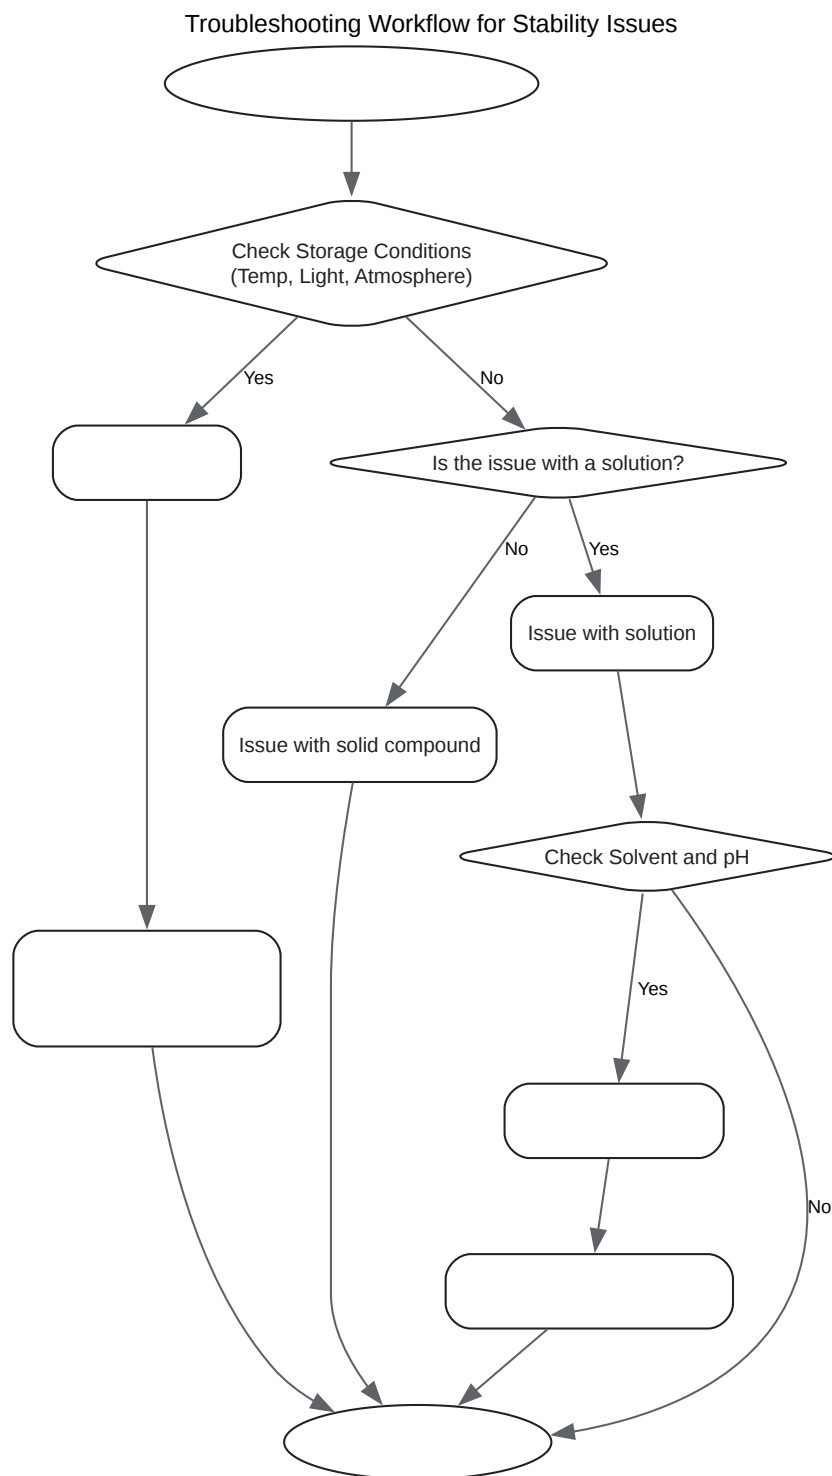 Troubleshooting Workflow for Stability Issues
Check Storage Conditions
(Temp, Light, Atmosphere)
Yes
No
Is the issue with a solution?
No
Yes
Issue with solution
Issue with solid compound
Check Solvent and pH
Yes
No